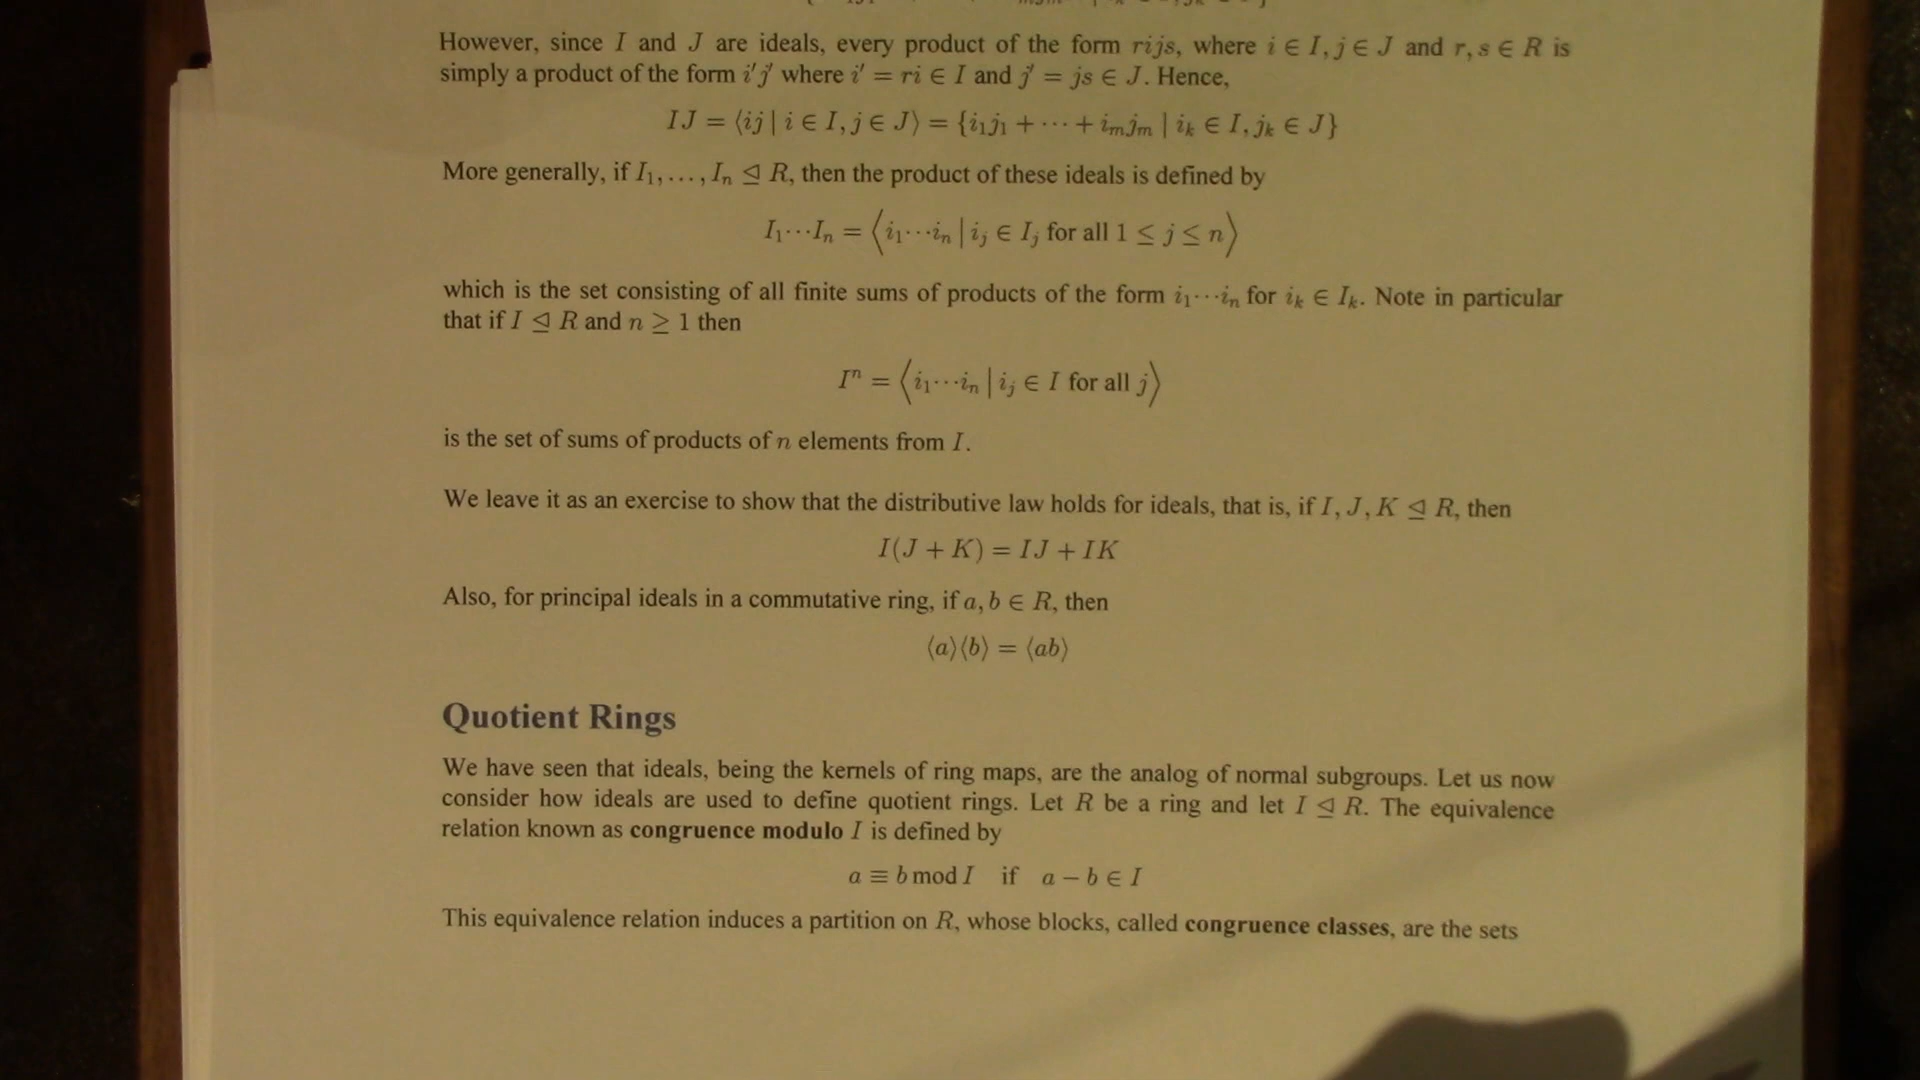 However, since I and J are ideals, every product of the form rijs, where i ∈ I, j ∈ J and r, s ∈ R is
simply a product of the form i′j′ where i′ = ri ∈ I and j′ = js ∈ J. Hence,
IJ = ⟨ij | i ∈ I, j ∈ J⟩ = {i₁j₁ + ⋯ + iₘjₘ | iₖ ∈ I, jₖ ∈ J}
More generally, if I₁, …, Iₙ ⊴ R, then the product of these ideals is defined by
I₁⋯Iₙ = ⟨i₁⋯iₙ | iⱼ ∈ Iⱼ for all 1 ≤ j ≤ n⟩
which is the set consisting of all finite sums of products of the form i₁⋯iₙ for iₖ ∈ Iₖ. Note in particular
that if I ⊴ R and n ≥ 1 then
Iⁿ = ⟨i₁⋯iₙ | iⱼ ∈ I for all j⟩
is the set of sums of products of n elements from I.
We leave it as an exercise to show that the distributive law holds for ideals, that is, if I, J, K ⊴ R, then
I(J + K) = IJ + IK
Also, for principal ideals in a commutative ring, if a, b ∈ R, then
⟨a⟩⟨b⟩ = ⟨ab⟩
Quotient Rings
We have seen that ideals, being the kernels of ring maps, are the analog of normal subgroups. Let us now
consider how ideals are used to define quotient rings. Let R be a ring and let I ⊴ R. The equivalence
relation known as congruence modulo I is defined by
a ≡ b mod I if a − b ∈ I
This equivalence relation induces a partition on R, whose blocks, called congruence classes, are the sets